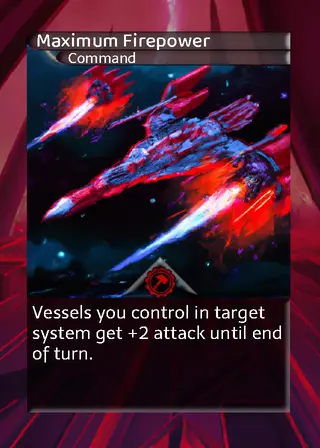 Maximum Firepower
Command
Vessels you control in target
system get +2 attack until end
of turn.